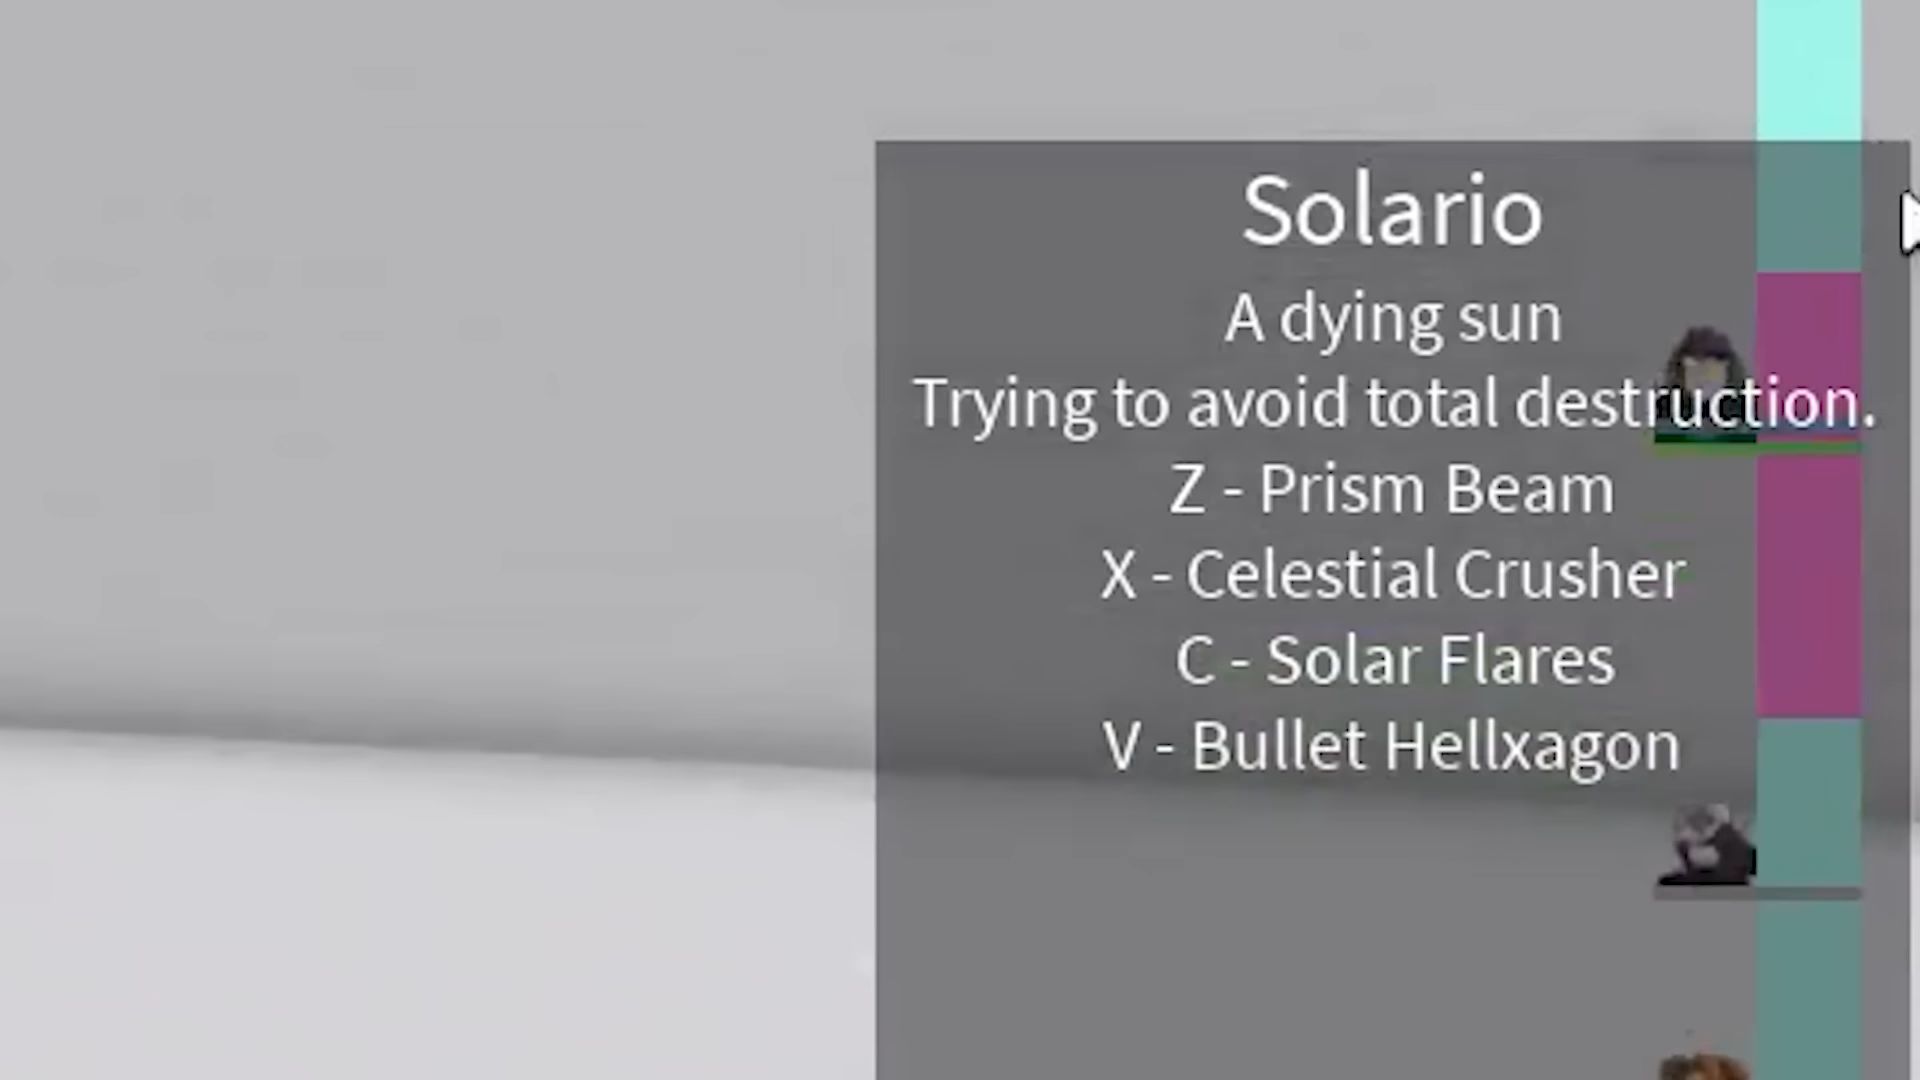 Solario
A dying sun
Trying to avoid total destruction.
Z - Prism Beam
X - Celestial Crusher
C - Solar Flares
V - Bullet Hellxagon